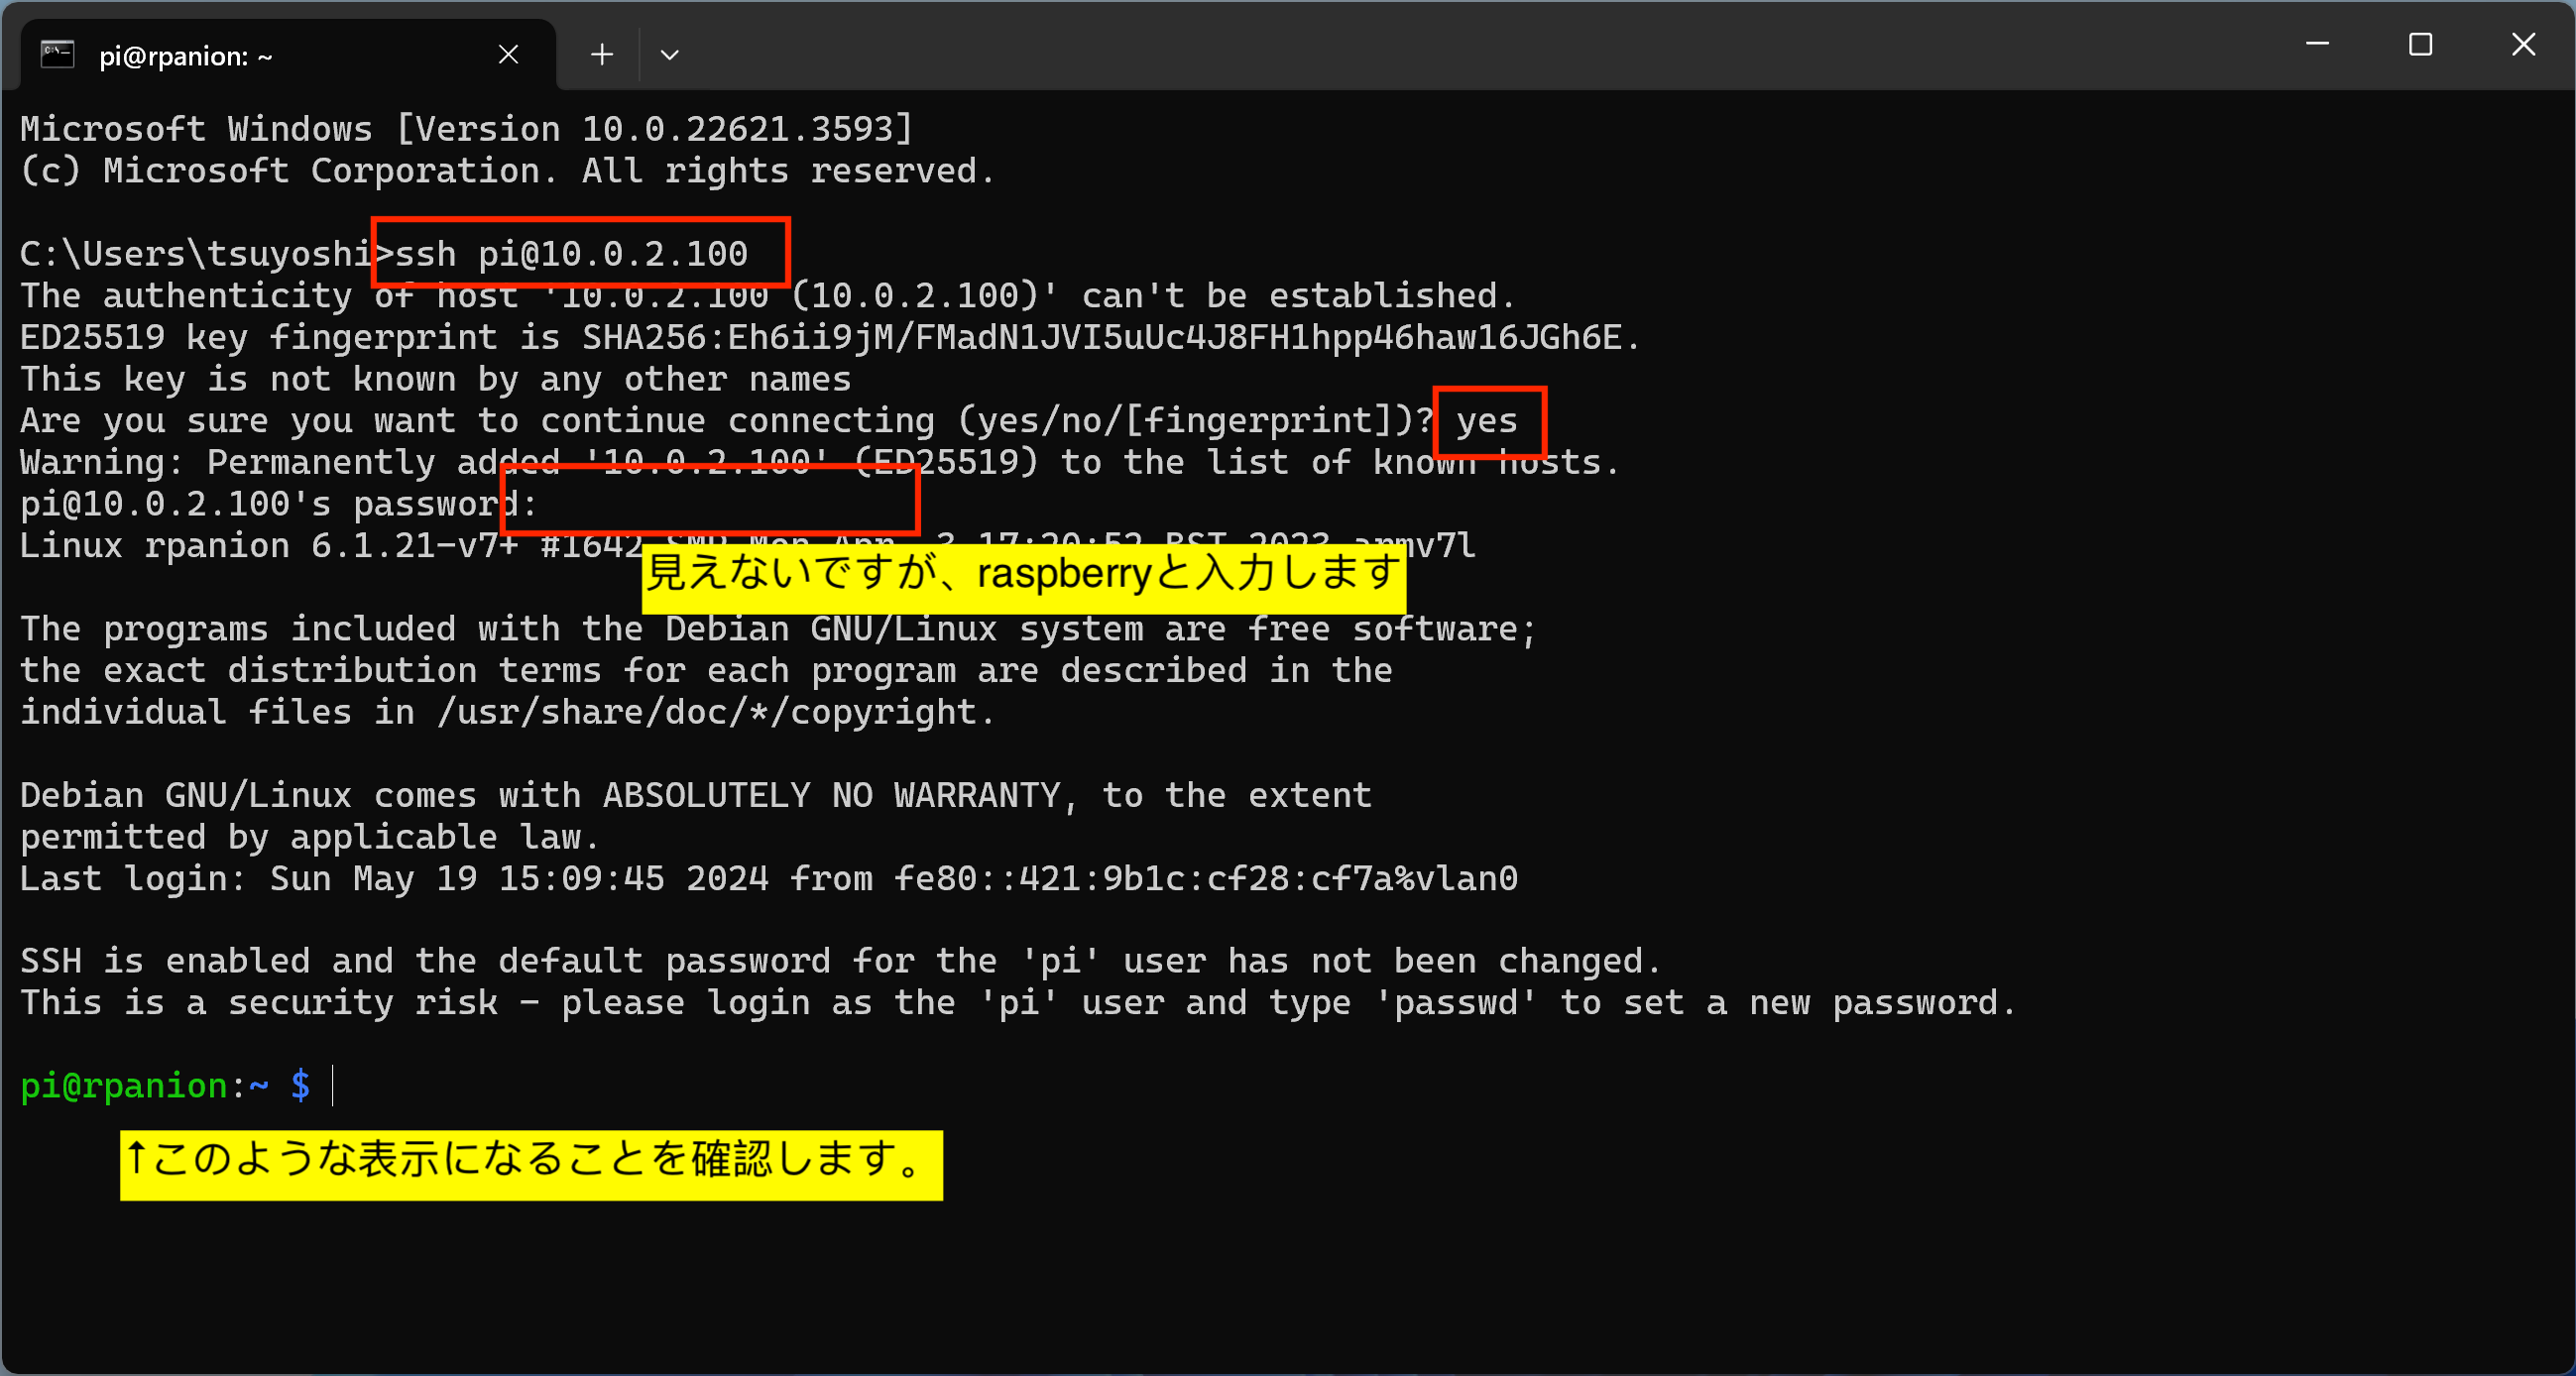 pi@rpanion: ~
Microsoft Windows [Version 10.0.22621.3593]
(c) Microsoft Corporation. All rights reserved.
C:\Users\tsuyoshi>ssh pi@10.0.2.100
The authenticity of host '10.0.2.100 (10.0.2.100)' can't be established.
ED25519 key fingerprint is SHA256:Eh6ii9jM/FMadN1JVI5uUc4J8FH1hpp46haw16JGh6E.
This key is not known by any other names
Are you sure you want to continue connecting (yes/no/[fingerprint])? yes
Warning: Permanently added '10.0.2.100' (ED25519) to the list of known hosts.
pi@10.0.2.100's password:
Linux rpanion 6.1.21-v7+ #1642 SMP Mon Apr  3 17:20:52 BST 2023 armv7l
見えないですが、raspberryと入力します
The programs included with the Debian GNU/Linux system are free software;
the exact distribution terms for each program are described in the
individual files in /usr/share/doc/*/copyright.
Debian GNU/Linux comes with ABSOLUTELY NO WARRANTY, to the extent
permitted by applicable law.
Last login: Sun May 19 15:09:45 2024 from fe80::421:9b1c:cf28:cf7a%vlan0
SSH is enabled and the default password for the 'pi' user has not been changed.
This is a security risk - please login as the 'pi' user and type 'passwd' to set a new password.
pi@rpanion:~ $
↑このような表示になることを確認します。